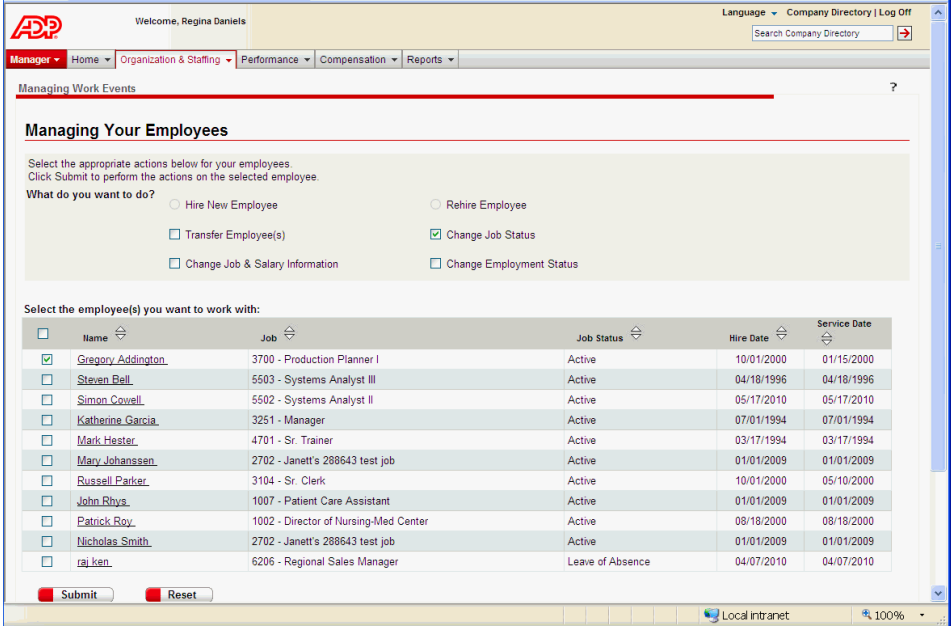 Language Company Directory | Log Off
ADP
Welcome, Regina Daniels
Search Company Directory
Manager Home Organization & Staffing Performance Compensation Reports
Managing Work Events ?
Managing Your Employees
Select the appropriate actions below for your employees.
Click Submit to perform the actions on the selected employee.
What do you want to do?
Hire New Employee Rehire Employee
Transfer Employee(s) Change Job Status
Change Job & Salary Information Change Employment Status
Select the employee(s) you want to work with:
Name Job Job Status Hire Date Service Date
Gregory Addington 3700 - Production Planner I Active 10/01/2000 01/15/2000
Steven Bell 5503 - Systems Analyst III Active 04/18/1996 04/18/1996
Simon Cowell 5502 - Systems Analyst II Active 05/17/2010 05/17/2010
Katherine Garcia 3251 - Manager Active 07/01/1994 07/01/1994
Mark Hester 4701 - Sr. Trainer Active 03/17/1994 03/17/1994
Mary Johanssen 2702 - Janett's 288643 test job Active 01/01/2009 01/01/2009
Russell Parker 3104 - Sr. Clerk Active 10/01/2000 05/10/2000
John Rhys 1007 - Patient Care Assistant Active 01/01/2009 01/01/2009
Patrick Roy 1002 - Director of Nursing-Med Center Active 08/18/2000 08/18/2000
Nicholas Smith 2702 - Janett's 288643 test job Active 01/01/2009 01/01/2009
raj ken 6206 - Regional Sales Manager Leave of Absence 04/07/2010 04/07/2010
Submit Reset
Local intranet 100%